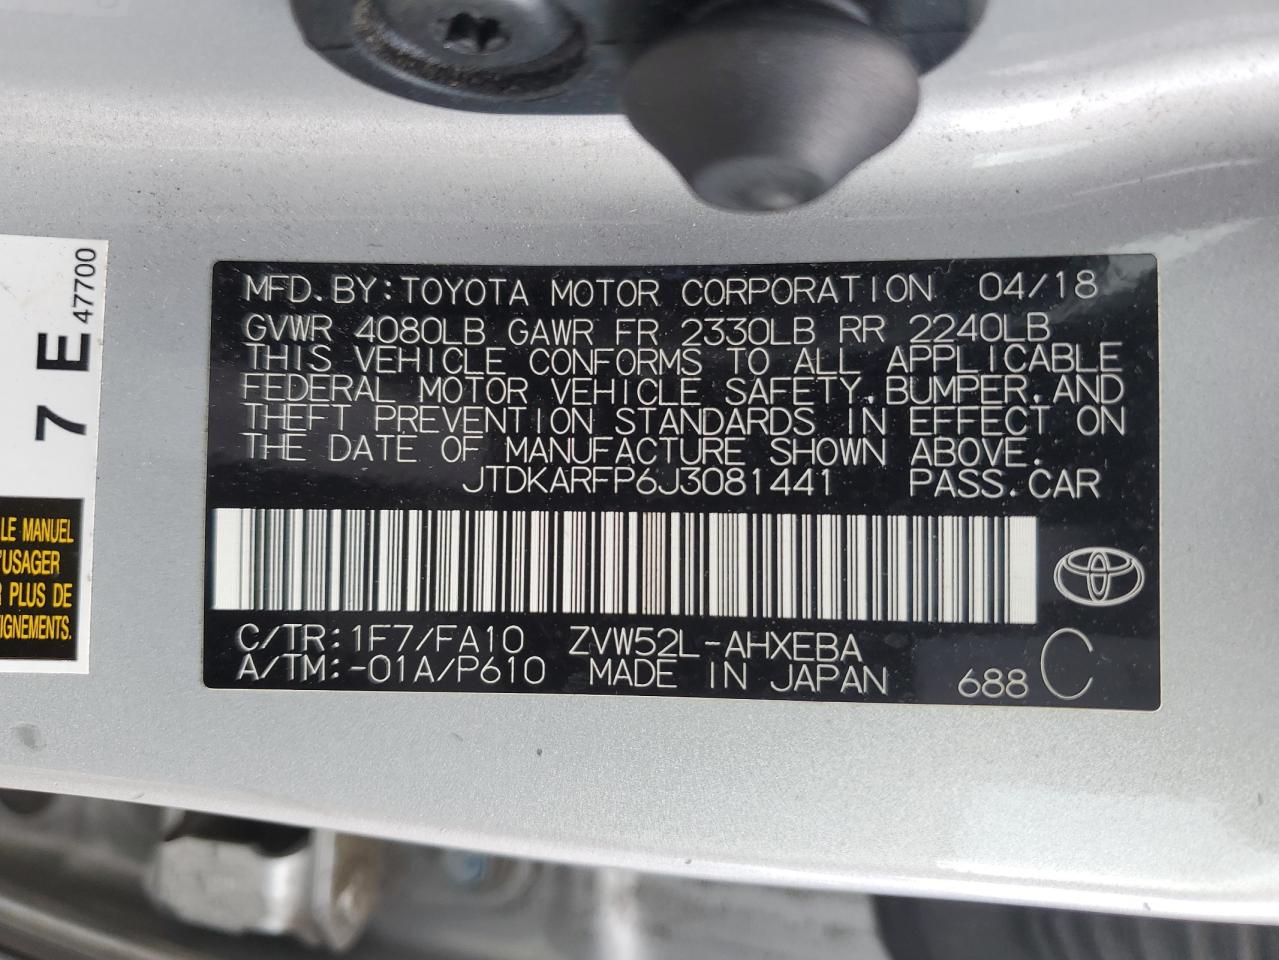 MFD.BY:TOYOTA MOTOR CORPORATION 04/18
GVWR 4080LB GAWR FR 2330LB RR 2240LB
THIS VEHICLE CONFORMS TO ALL APPLICABLE
FEDERAL MOTOR VEHICLE SAFETY,BUMPER,AND
THEFT PREVENTION STANDARDS IN EFFECT ON
THE DATE OF MANUFACTURE SHOWN ABOVE.
JTDKARFP6J3081441 PASS.CAR
C/TR:1F7/FA10 ZVW52L-AHXEBA
A/TM:-01A/P610 MADE IN JAPAN 688 C
7 E
47700
LE MANUEL
'USAGER
PLUS DE
IGNEMENTS.